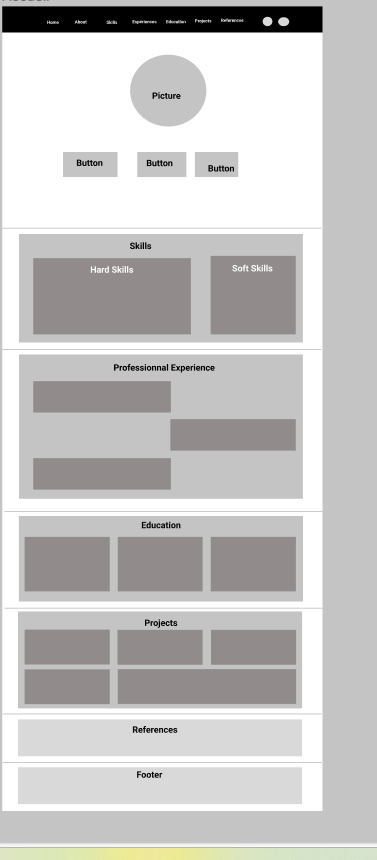 Home About Skills Experiences Education Projects References
Picture
Button Button Button
Skills
Hard Skills Soft Skills
Professionnal Experience
Education
Projects
References
Footer